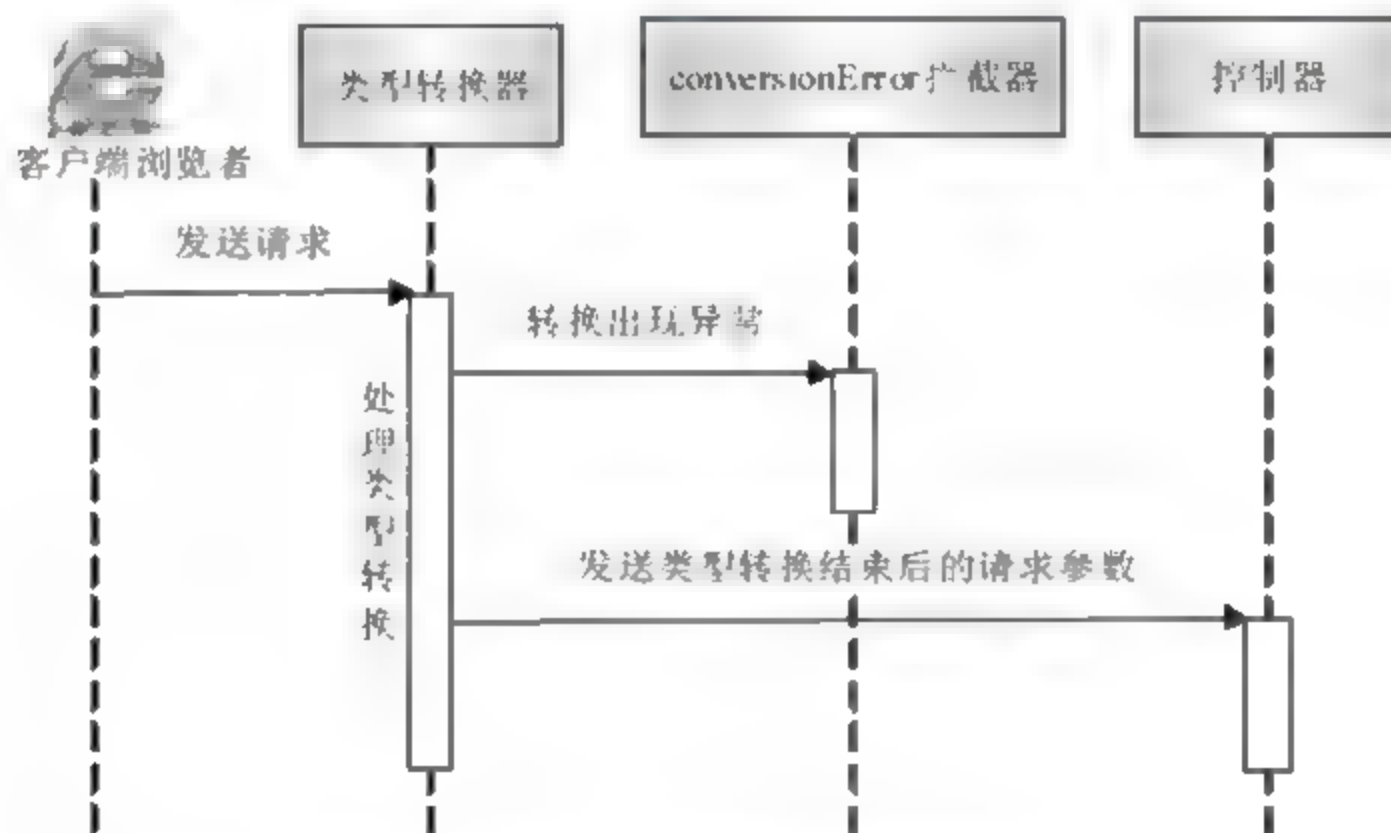 类型转换器
conversionError拦截器
控制器
客户端浏览者
发送请求
转换出现异常
处理类型转换
发送类型转换结束后的请求参数